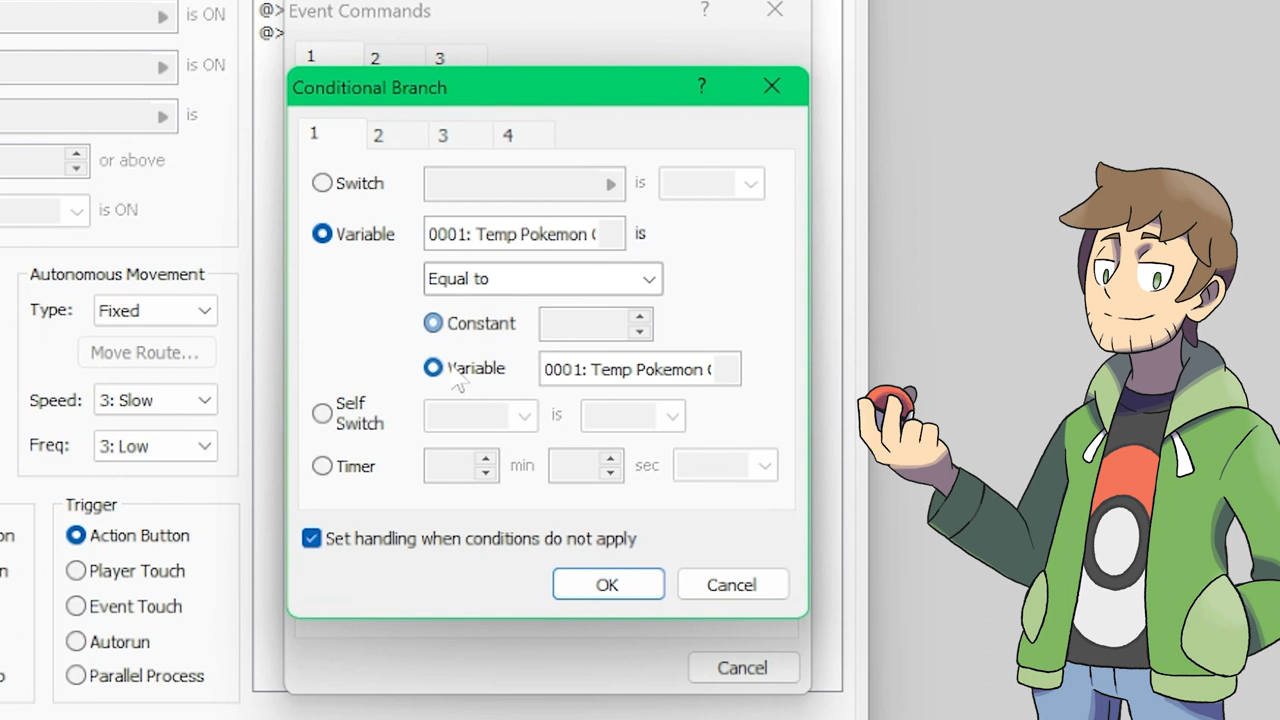 is ON
@>
Event Commands
?
@>
1 2 3
is ON
is
or above
is ON
Conditional Branch
?
1 2 3 4
Switch is
Variable 0001: Temp Pokemon is
Equal to
Constant
Variable 0001: Temp Pokemon
Self
Switch
is
Timer min sec
Set handling when conditions do not apply
OK Cancel
Cancel
Autonomous Movement
Type: Fixed
Move Route...
Speed: 3: Slow
Freq: 3: Low
Trigger
Action Button
Player Touch
Event Touch
Autorun
Parallel Process